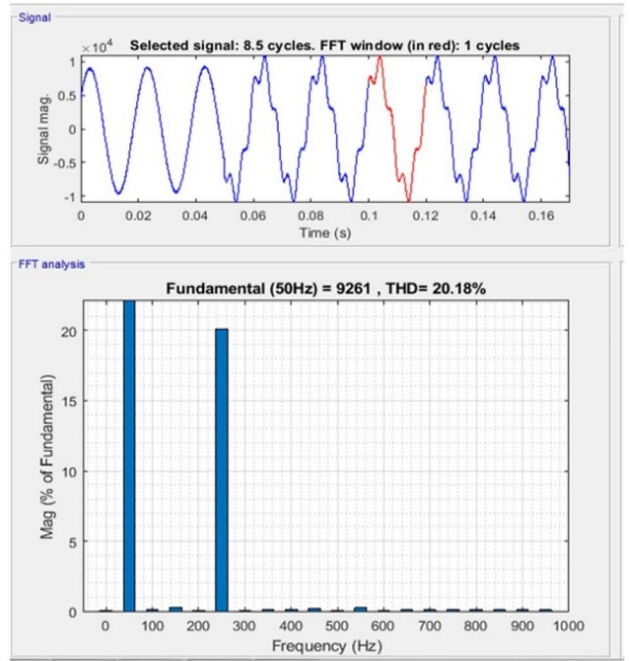 Signal
×10⁴
Selected signal: 8.5 cycles. FFT window (in red): 1 cycles
1
0.5
0
-0.5
-1
Signal mag.
0 0.02 0.04 0.06 0.08 0.1 0.12 0.14 0.16
Time (s)
FFT analysis
Fundamental (50Hz) = 9261 , THD= 20.18%
20
15
10
5
0
Mag (% of Fundamental)
0 100 200 300 400 500 600 700 800 900 1000
Frequency (Hz)